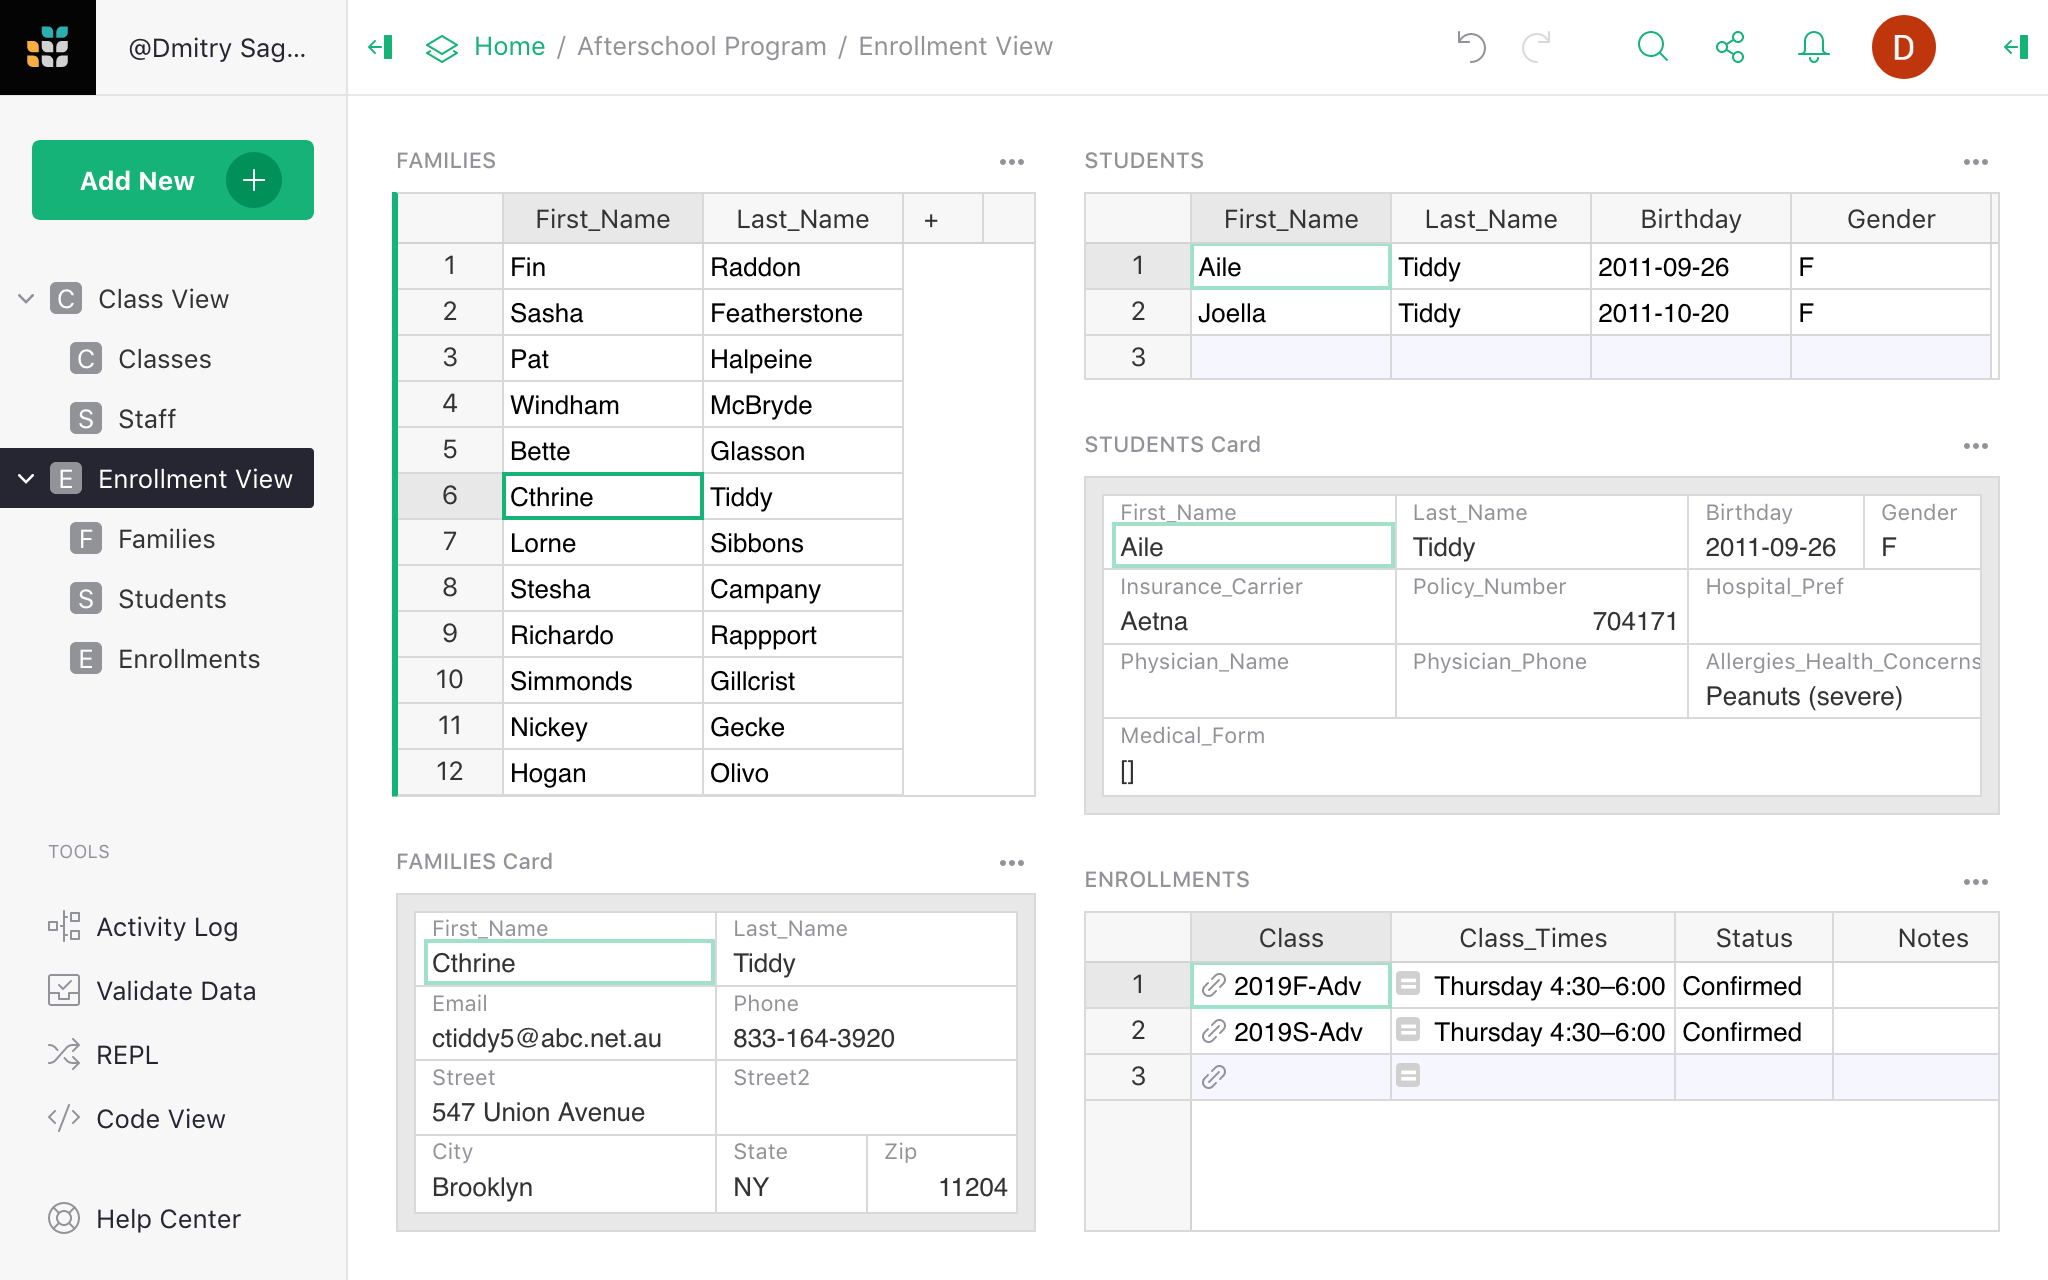 @Dmitry Sag...
Home / Afterschool Program / Enrollment View
D
Add New +
C Class View
C Classes
S Staff
E Enrollment View
F Families
S Students
E Enrollments
TOOLS
Activity Log
Validate Data
REPL
Code View
Help Center
FAMILIES
First_Name Last_Name +
1 Fin Raddon
2 Sasha Featherstone
3 Pat Halpeine
4 Windham McBryde
5 Bette Glasson
6 Cthrine Tiddy
7 Lorne Sibbons
8 Stesha Campany
9 Richardo Rappport
10 Simmonds Gillcrist
11 Nickey Gecke
12 Hogan Olivo
FAMILIES Card
First_Name Last_Name
Cthrine Tiddy
Email Phone
ctiddy5@abc.net.au 833-164-3920
Street Street2
547 Union Avenue
City State Zip
Brooklyn NY 11204
STUDENTS
First_Name Last_Name Birthday Gender
1 Aile Tiddy 2011-09-26 F
2 Joella Tiddy 2011-10-20 F
3
STUDENTS Card
First_Name Last_Name Birthday Gender
Aile Tiddy 2011-09-26 F
Insurance_Carrier Policy_Number Hospital_Pref
Aetna 704171
Physician_Name Physician_Phone Allergies_Health_Concerns
Peanuts (severe)
Medical_Form
[]
ENROLLMENTS
Class Class_Times Status Notes
1 2019F-Adv Thursday 4:30–6:00 Confirmed
2 2019S-Adv Thursday 4:30–6:00 Confirmed
3